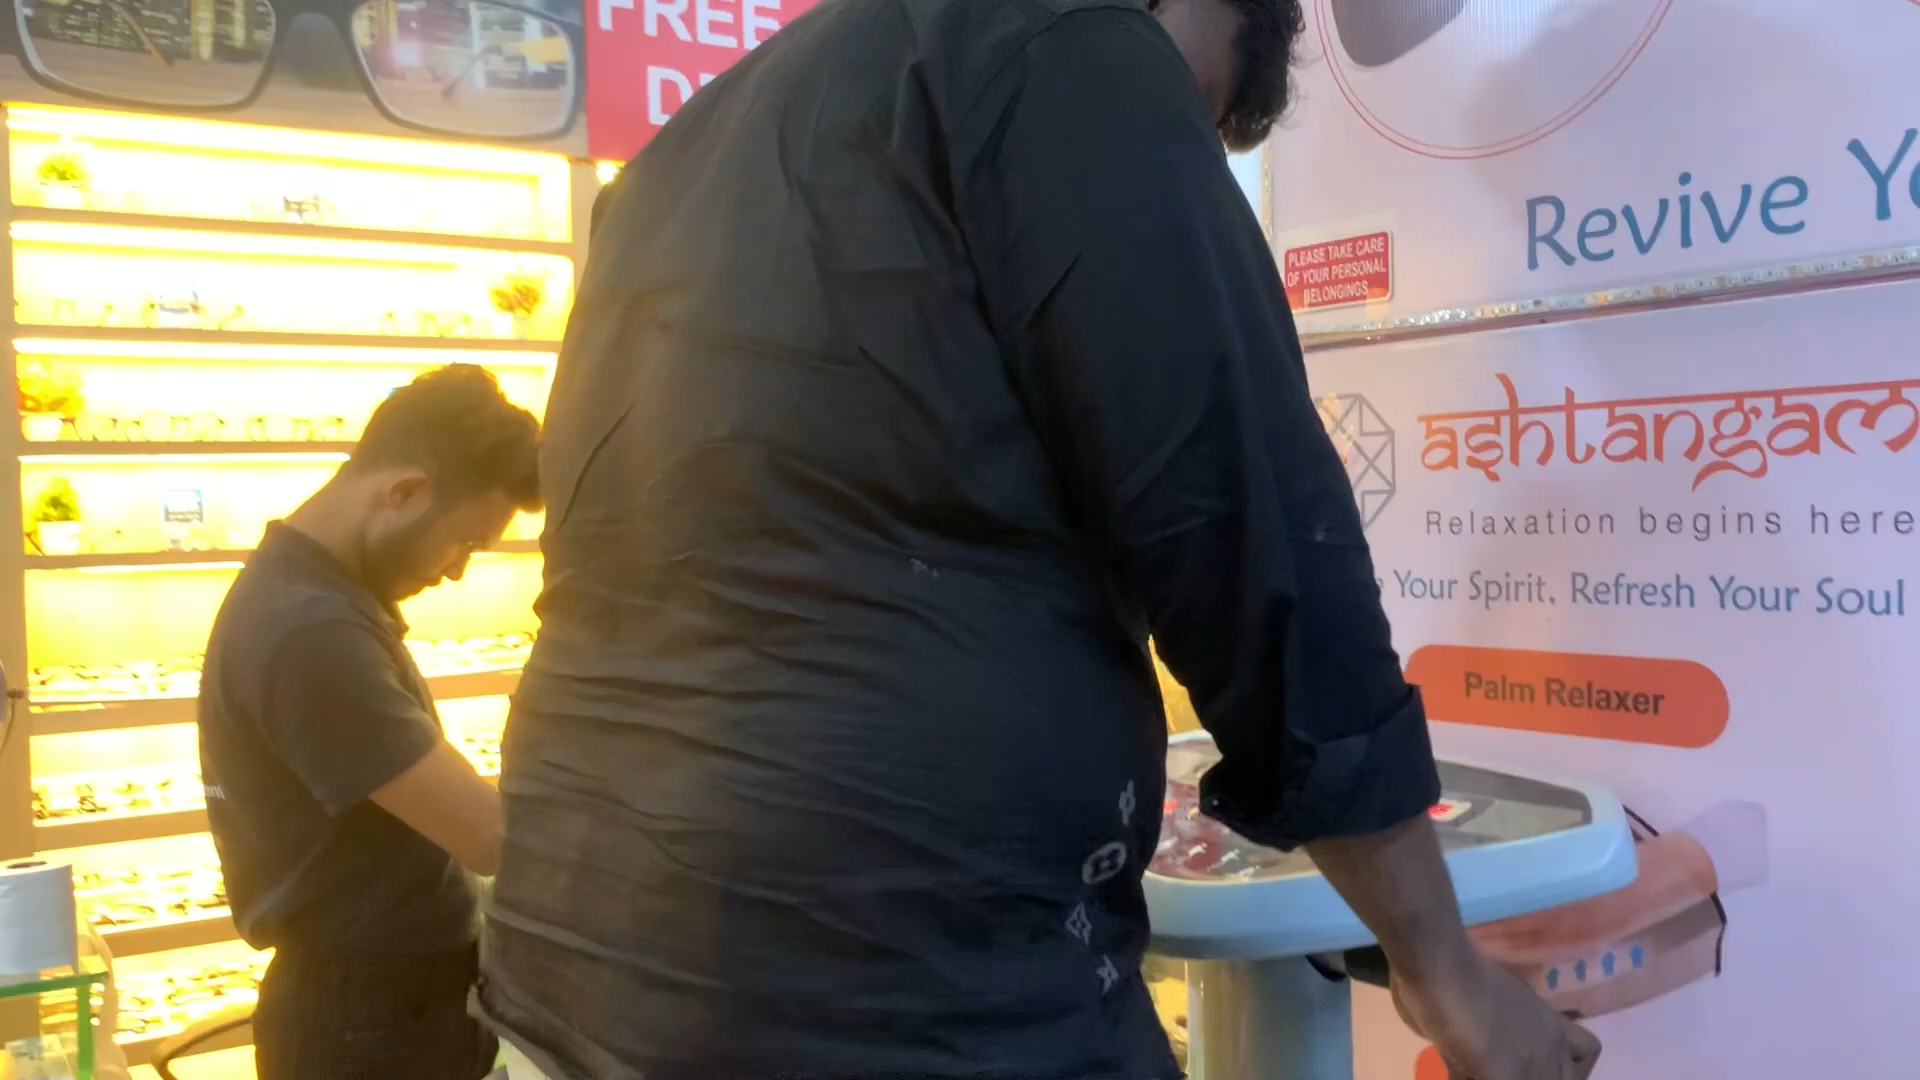 FREE
Revive
PLEASE TAKE CARE
OF YOUR PERSONAL
BELONGINGS
ashtangam
Relaxation begins here
Your Spirit, Refresh Your Soul
Palm Relaxer